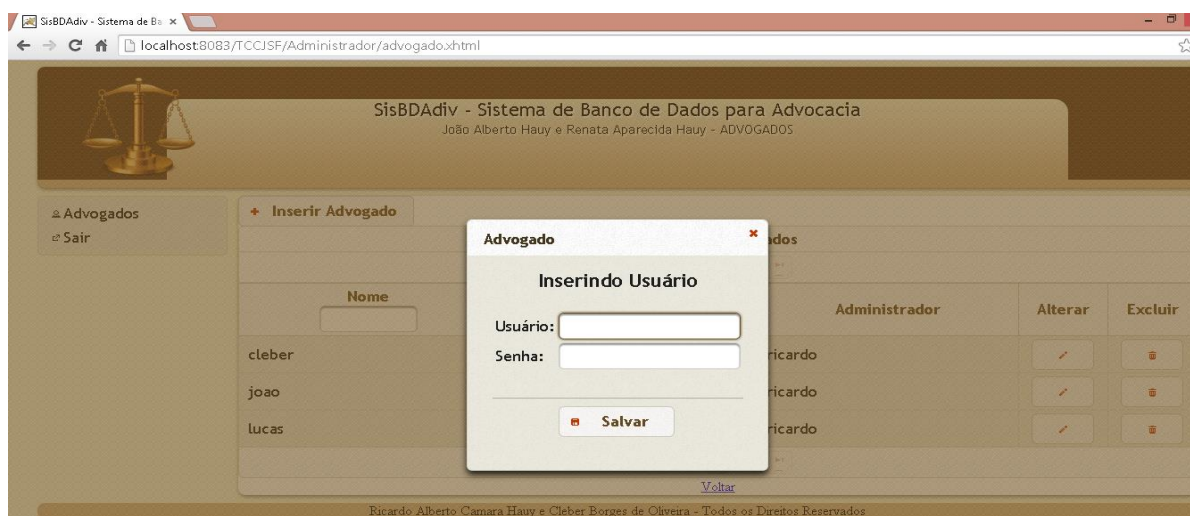 SisBDAdiv - Sistema de Ba
localhost:8083/TCCJSF/Administrador/advogado.xhtml
SisBDAdiv - Sistema de Banco de Dados para Advocacia
João Alberto Hauy e Renata Aparecida Hauy - ADVOGADOS
Advogados
Sair
Inserir Advogado
Advogado
dos
Inserindo Usuário
Nome
Administrador
Alterar
Excluir
Usuário:
Senha:
cleber
ricardo
joao
ricardo
lucas
ricardo
Salvar
Voltar
Ricardo Alberto Camara Hauy e Cleber Borges de Oliveira - Todos os Direitos Reservados